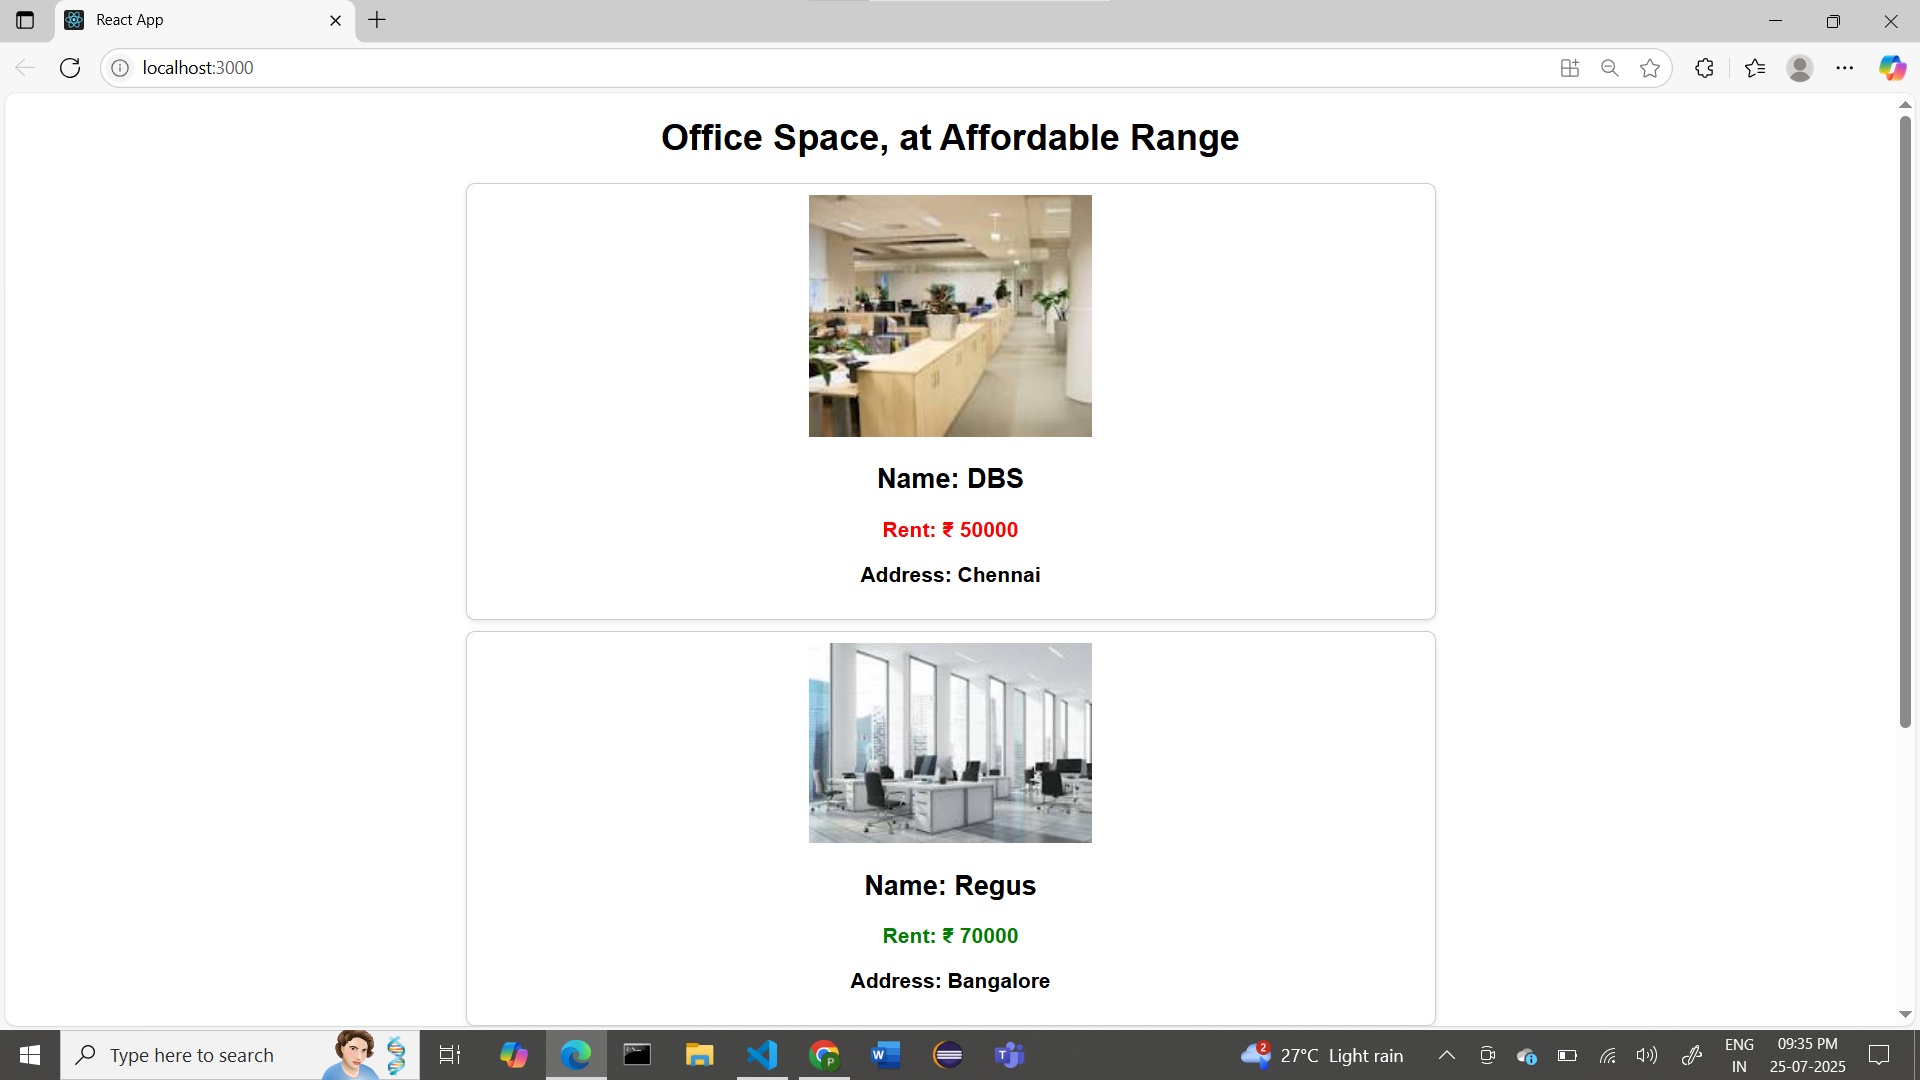 React App
localhost:3000
Office Space, at Affordable Range
Name: DBS
Rent: ₹ 50000
Address: Chennai
Name: Regus
Rent: ₹ 70000
Address: Bangalore
Type here to search
2
27°C Light rain
ENG
IN
09:35 PM
25-07-2025